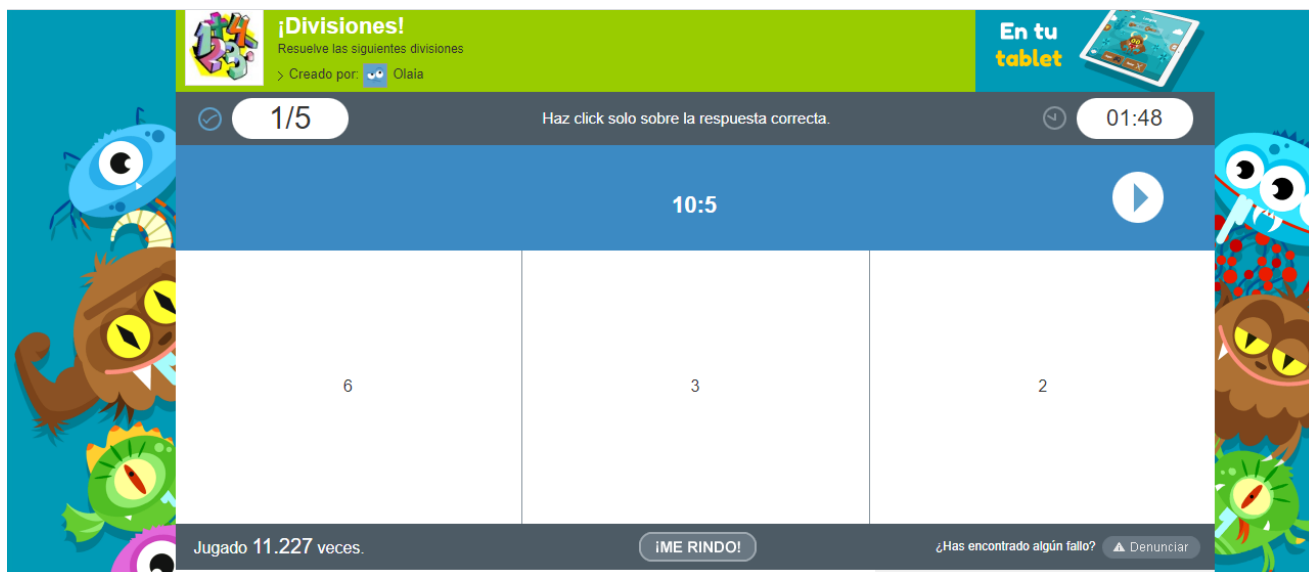 ¡Divisiones!
Resuelve las siguientes divisiones
> Creado por: Olaia
En tu
tablet
1/5
Haz click solo sobre la respuesta correcta.
01:48
10:5
6
3
2
Jugado 11.227 veces.
¡ME RINDO!
¿Has encontrado algún fallo?
Denunciar